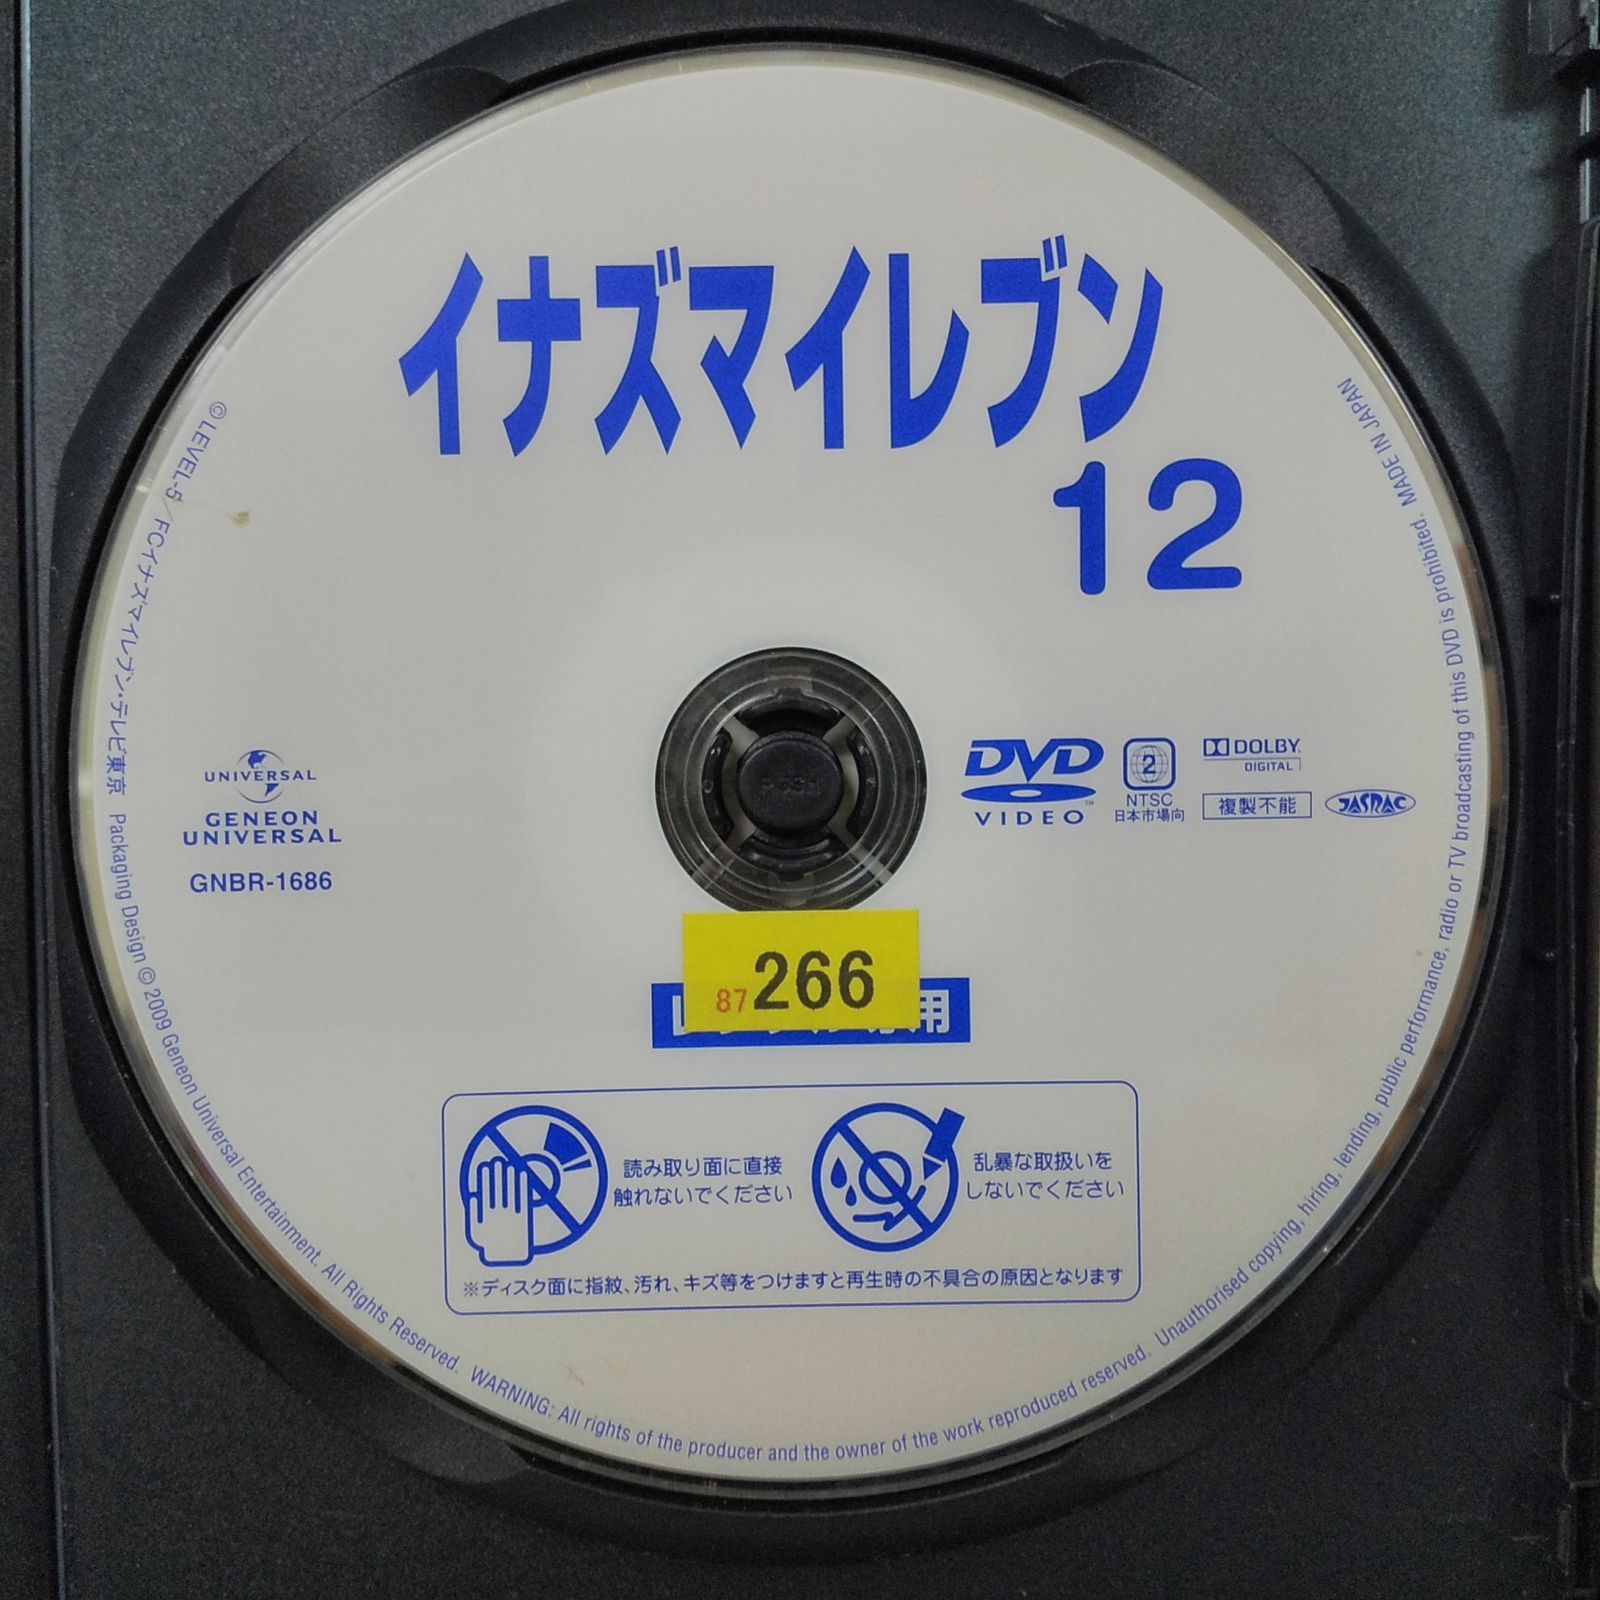 イナズマイレブン
12
© LEVEL-5／FCイナズマイレブン・テレビ東京 Packaging Design © 2009 Geneon Universal Entertainment. All Rights Reserved. WARNING: All rights of the producer and the owner of the work reproduced reserved. Unauthorised copying, hiring, lending, public performance, radio or TV broadcasting of this DVD is prohibited. MADE IN JAPAN
UNIVERSAL
GENEON
UNIVERSAL
GNBR-1686
PUSH
DVD
VIDEO
™
2
NTSC
日本市場向
DOLBY
DIGITAL
複製不能
JASRAC
87 266
用
読み取り面に直接
触れないでください
乱暴な取扱いを
しないでください
※ディスク面に指紋、汚れ、キズ等をつけますと再生時の不具合の原因となります